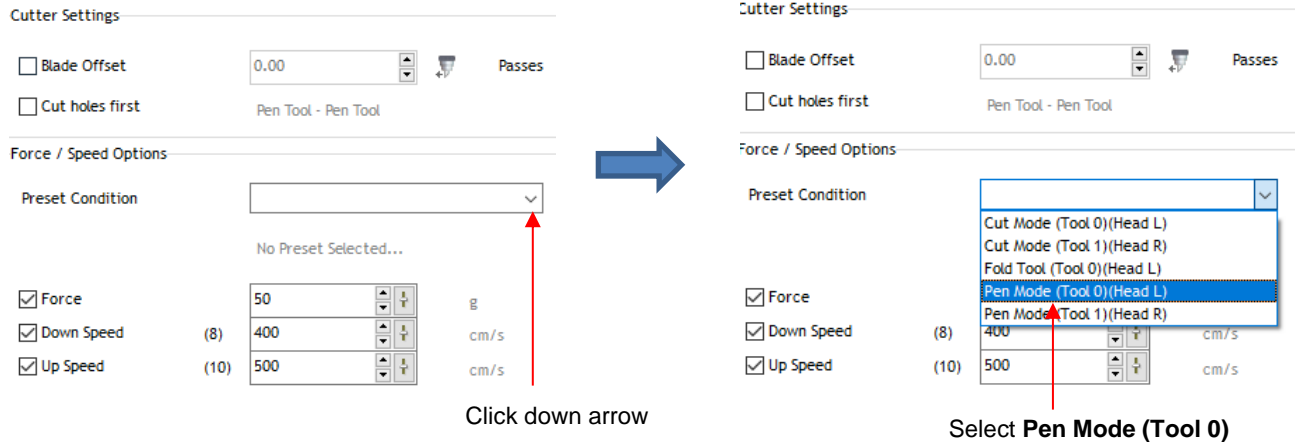 Cutter Settings
Blade Offset 0.00 Passes
Cut holes first Pen Tool - Pen Tool
Force / Speed Options
Preset Condition
No Preset Selected...
Force 50 g
Down Speed (8) 400 cm/s
Up Speed (10) 500 cm/s
Click down arrow
Cutter Settings
Blade Offset 0.00 Passes
Cut holes first Pen Tool - Pen Tool
Force / Speed Options
Preset Condition
Cut Mode (Tool 0)(Head L)
Cut Mode (Tool 1)(Head R)
Fold Tool (Tool 0)(Head L)
Pen Mode (Tool 0)(Head L)
Pen Mode (Tool 1)(Head R)
Force
Down Speed (8) 400 cm/s
Up Speed (10) 500 cm/s
Select Pen Mode (Tool 0)